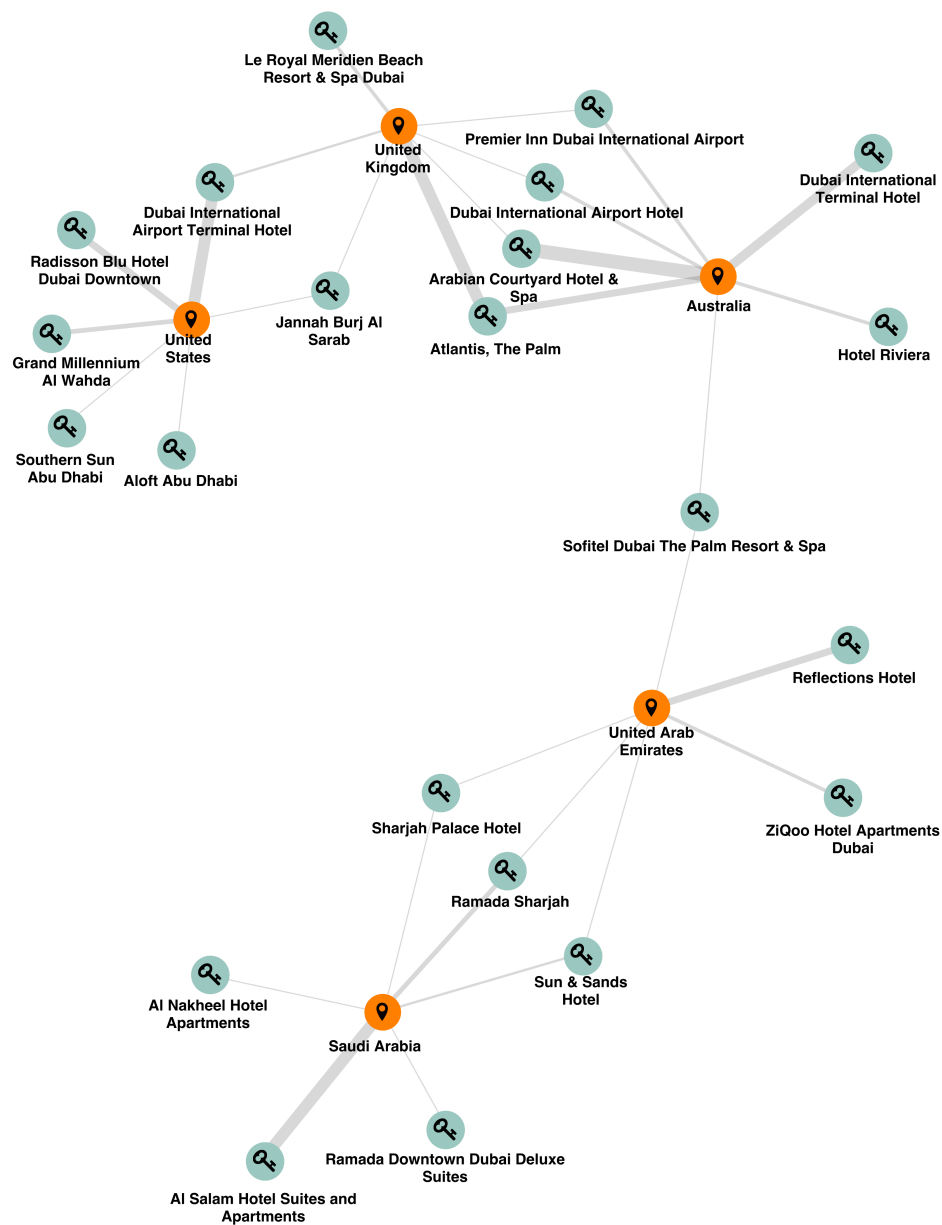 Le Royal Meridien Beach
Resort & Spa Dubai
United
Kingdom
Premier Inn Dubai International Airport
Dubai International
Terminal Hotel
Dubai International
Airport Terminal Hotel
Dubai International Airport Hotel
Radisson Blu Hotel
Dubai Downtown
Arabian Courtyard Hotel &
Spa
Australia
Jannah Burj Al
Sarab
United
States
Atlantis, The Palm
Hotel Riviera
Grand Millennium
Al Wahda
Southern Sun
Abu Dhabi
Aloft Abu Dhabi
Sofitel Dubai The Palm Resort & Spa
Reflections Hotel
United Arab
Emirates
Sharjah Palace Hotel
ZiQoo Hotel Apartments
Dubai
Ramada Sharjah
Sun & Sands
Hotel
Al Nakheel Hotel
Apartments
Saudi Arabia
Ramada Downtown Dubai Deluxe
Suites
Al Salam Hotel Suites and
Apartments